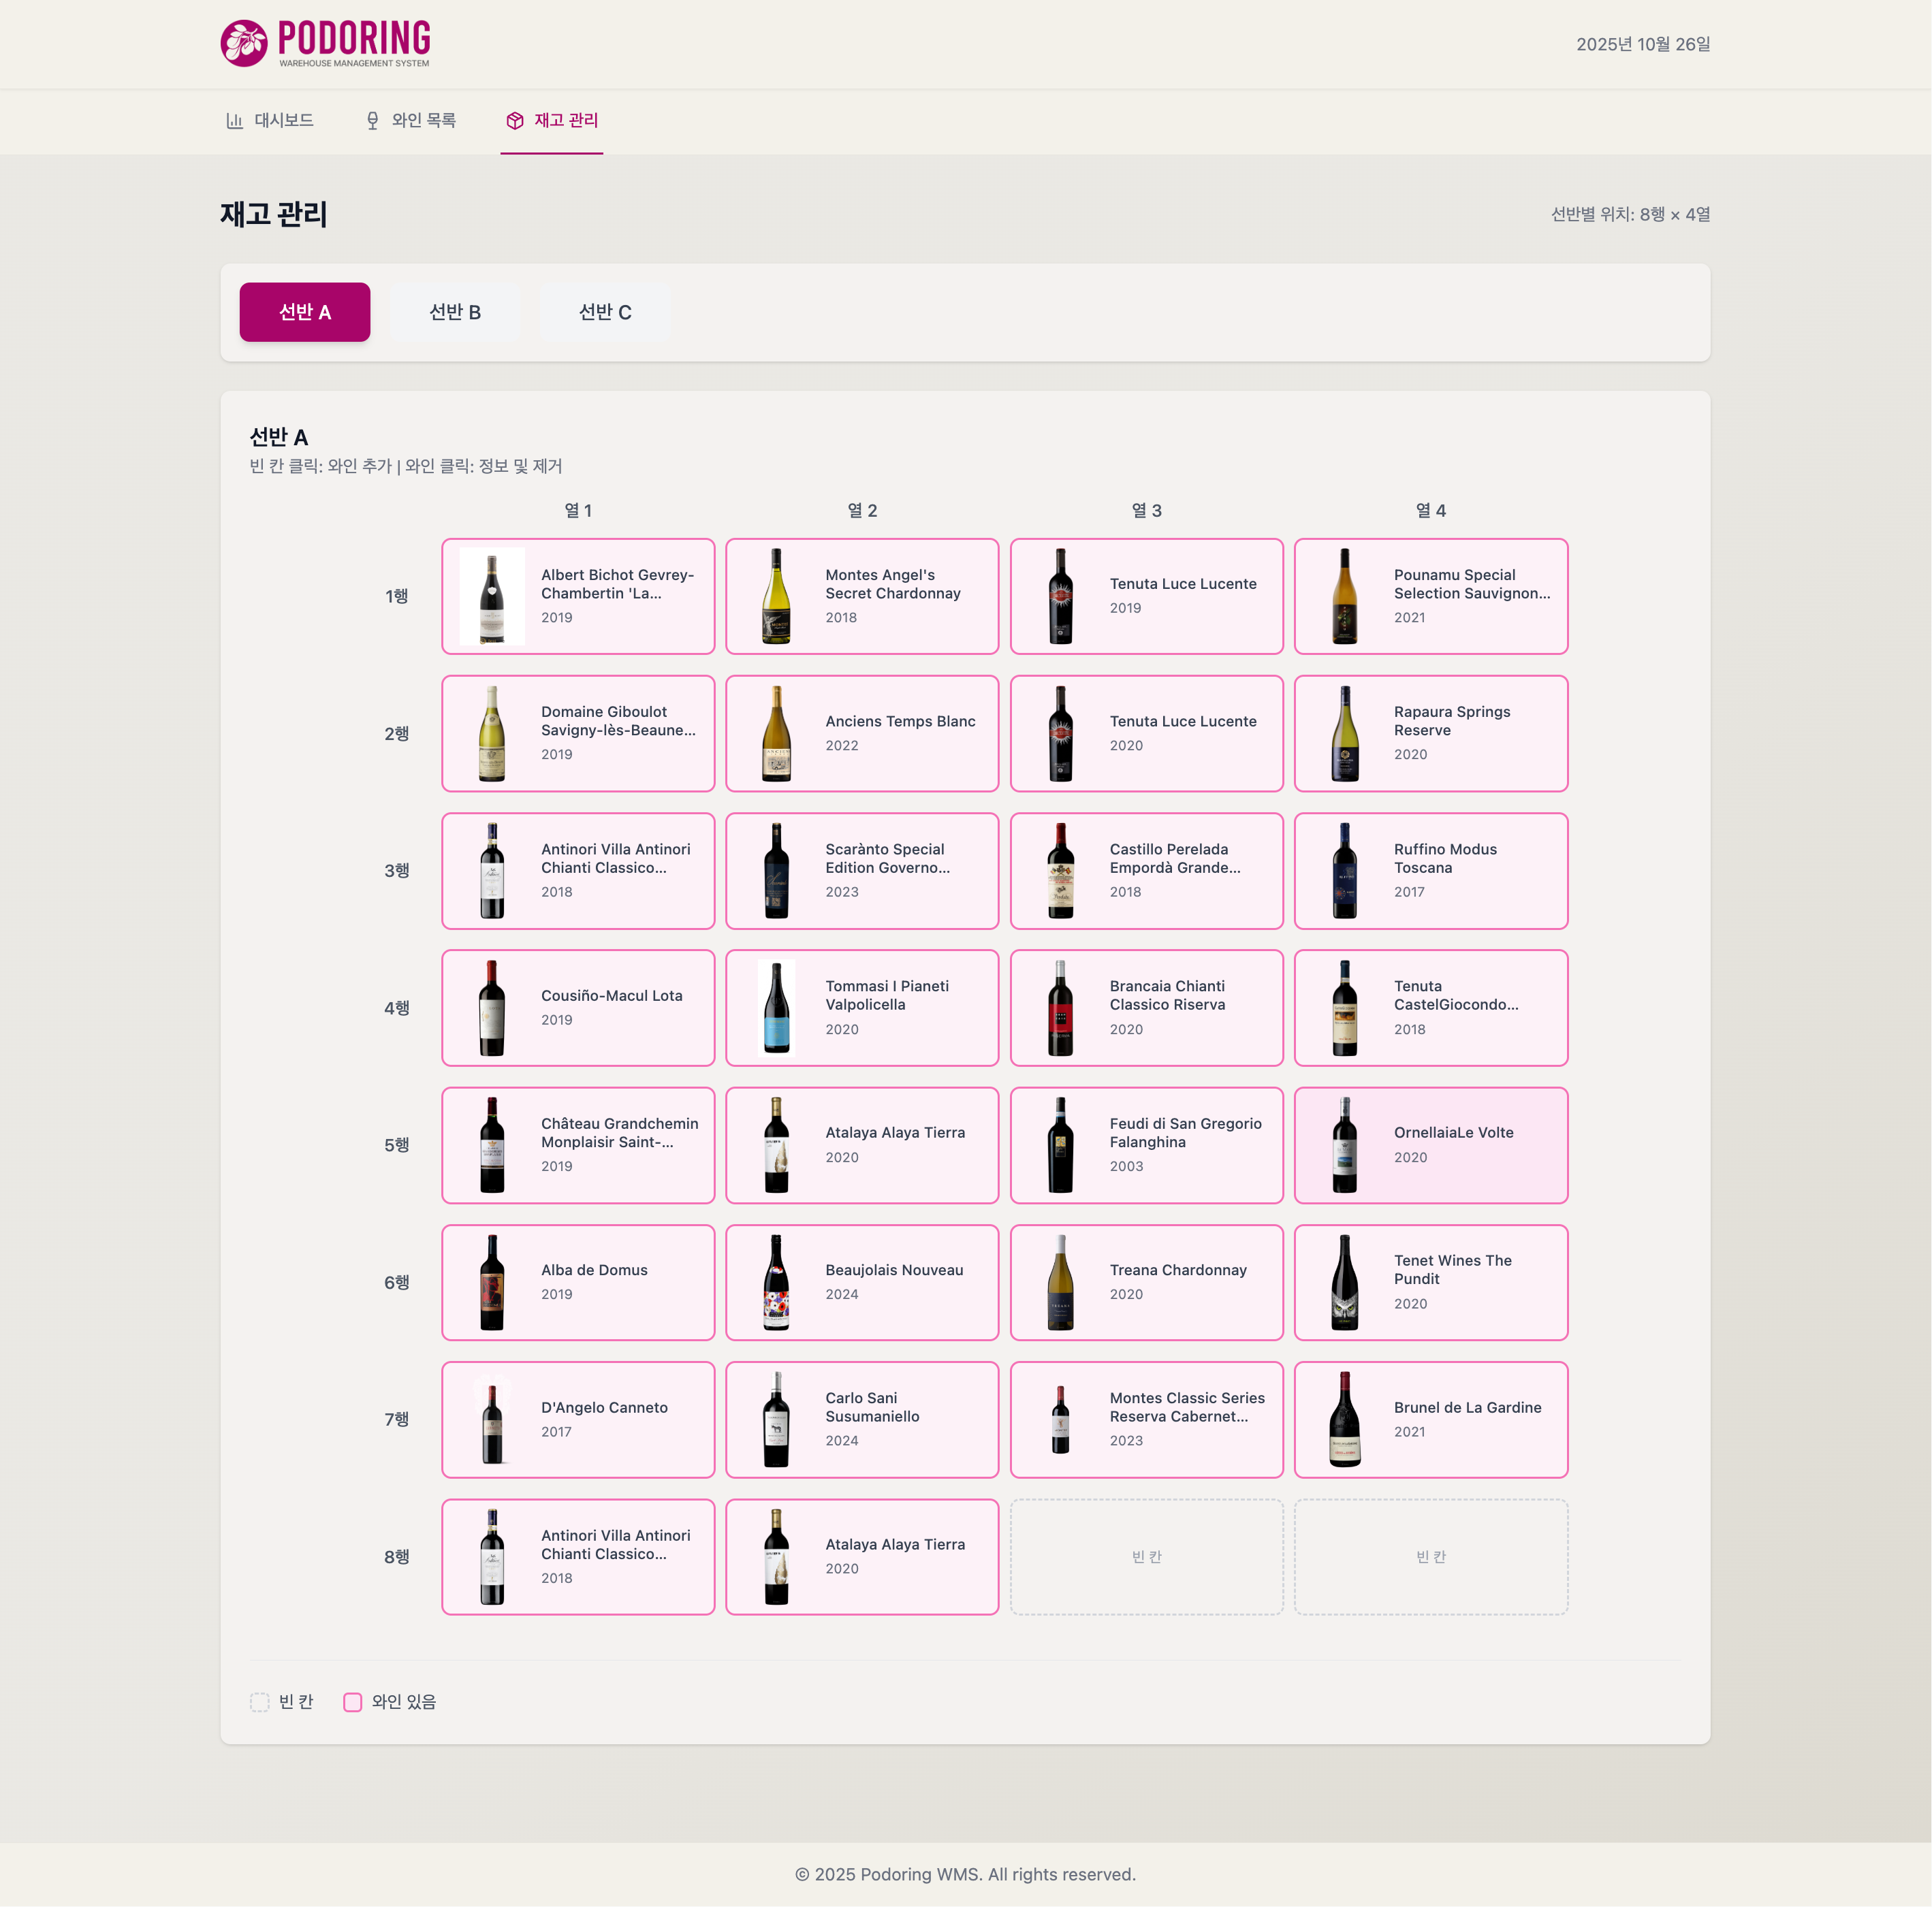 PODORING
WAREHOUSE MANAGEMENT SYSTEM
2025년 10월 26일
대시보드
와인 목록
재고 관리
재고 관리
선반별 위치: 8행 × 4열
선반 A
선반 B
선반 C
선반 A
빈 칸 클릭: 와인 추가 | 와인 클릭: 정보 및 제거
열 1
열 2
열 3
열 4
1행
Albert Bichot Gevrey-
Chambertin 'La...
2019
Montes Angel's
Secret Chardonnay
2018
Tenuta Luce Lucente
2019
Pounamu Special
Selection Sauvignon...
2021
2행
Domaine Giboulot
Savigny-lès-Beaune...
2019
Anciens Temps Blanc
2022
Tenuta Luce Lucente
2020
Rapaura Springs
Reserve
2020
3행
Antinori Villa Antinori
Chianti Classico...
2018
Scarànto Special
Edition Governo...
2023
Castillo Perelada
Empordà Grande...
2018
Ruffino Modus
Toscana
2017
4행
Cousiño-Macul Lota
2019
Tommasi I Pianeti
Valpolicella
2020
Brancaia Chianti
Classico Riserva
2020
Tenuta
CastelGiocondo...
2018
5행
Château Grandchemin
Monplaisir Saint-...
2019
Atalaya Alaya Tierra
2020
Feudi di San Gregorio
Falanghina
2003
OrnellaiaLe Volte
2020
6행
Alba de Domus
2019
Beaujolais Nouveau
2024
Treana Chardonnay
2020
Tenet Wines The
Pundit
2020
7행
D'Angelo Canneto
2017
Carlo Sani
Susumaniello
2024
Montes Classic Series
Reserva Cabernet...
2023
Brunel de La Gardine
2021
8행
Antinori Villa Antinori
Chianti Classico...
2018
Atalaya Alaya Tierra
2020
빈 칸
빈 칸
빈 칸
와인 있음
© 2025 Podoring WMS. All rights reserved.